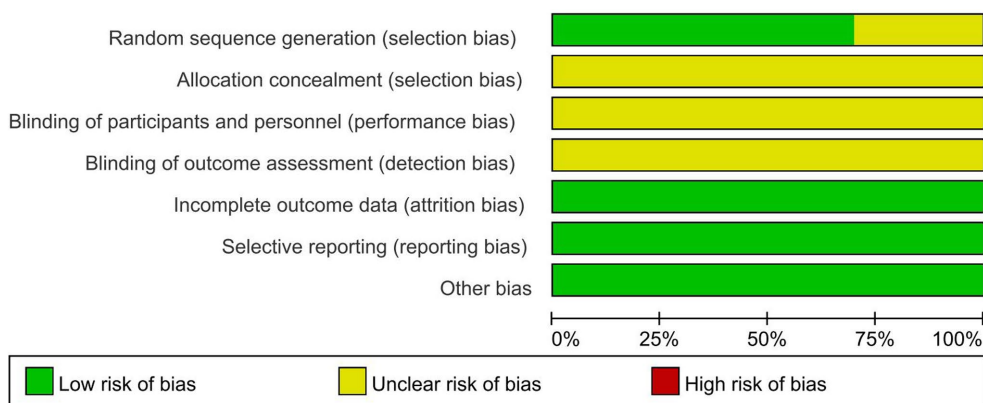 Random sequence generation (selection bias)
Allocation concealment (selection bias)
Blinding of participants and personnel (performance bias)
Blinding of outcome assessment (detection bias)
Incomplete outcome data (attrition bias)
Selective reporting (reporting bias)
Other bias
0% 25% 50% 75% 100%
Low risk of bias Unclear risk of bias High risk of bias